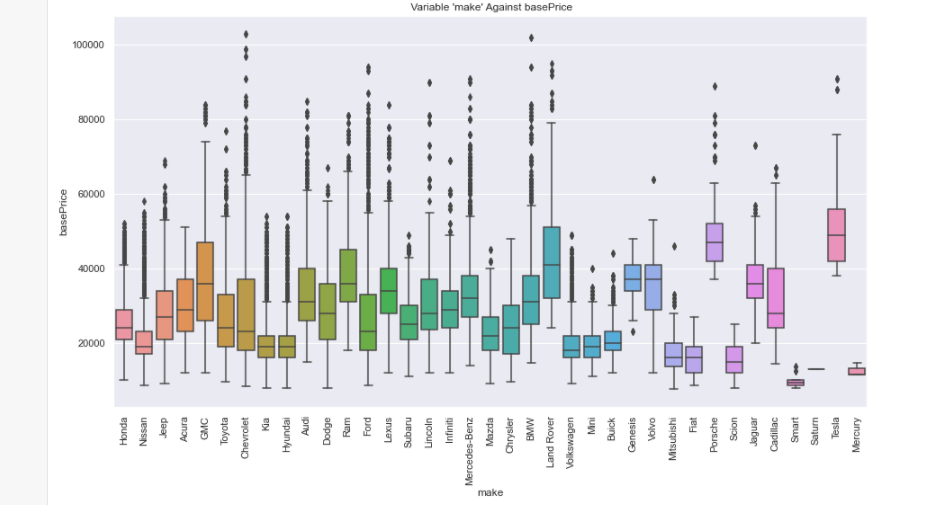 Variable 'make' Against basePrice
100000
80000
60000
40000
20000
basePrice
Honda
Nissan
Jeep
Acura
GMC
Toyota
Chevrolet
Kia
Hyundai
Audi
Dodge
Ram
Ford
Lexus
Subaru
Lincoln
Infiniti
Mercedes-Benz
Mazda
Chrysler
BMW
Land Rover
Volkswagen
Mini
Buick
Genesis
Volvo
Mitsubishi
Fiat
Porsche
Scion
Jaguar
Cadillac
Smart
Saturn
Tesla
Mercury
make